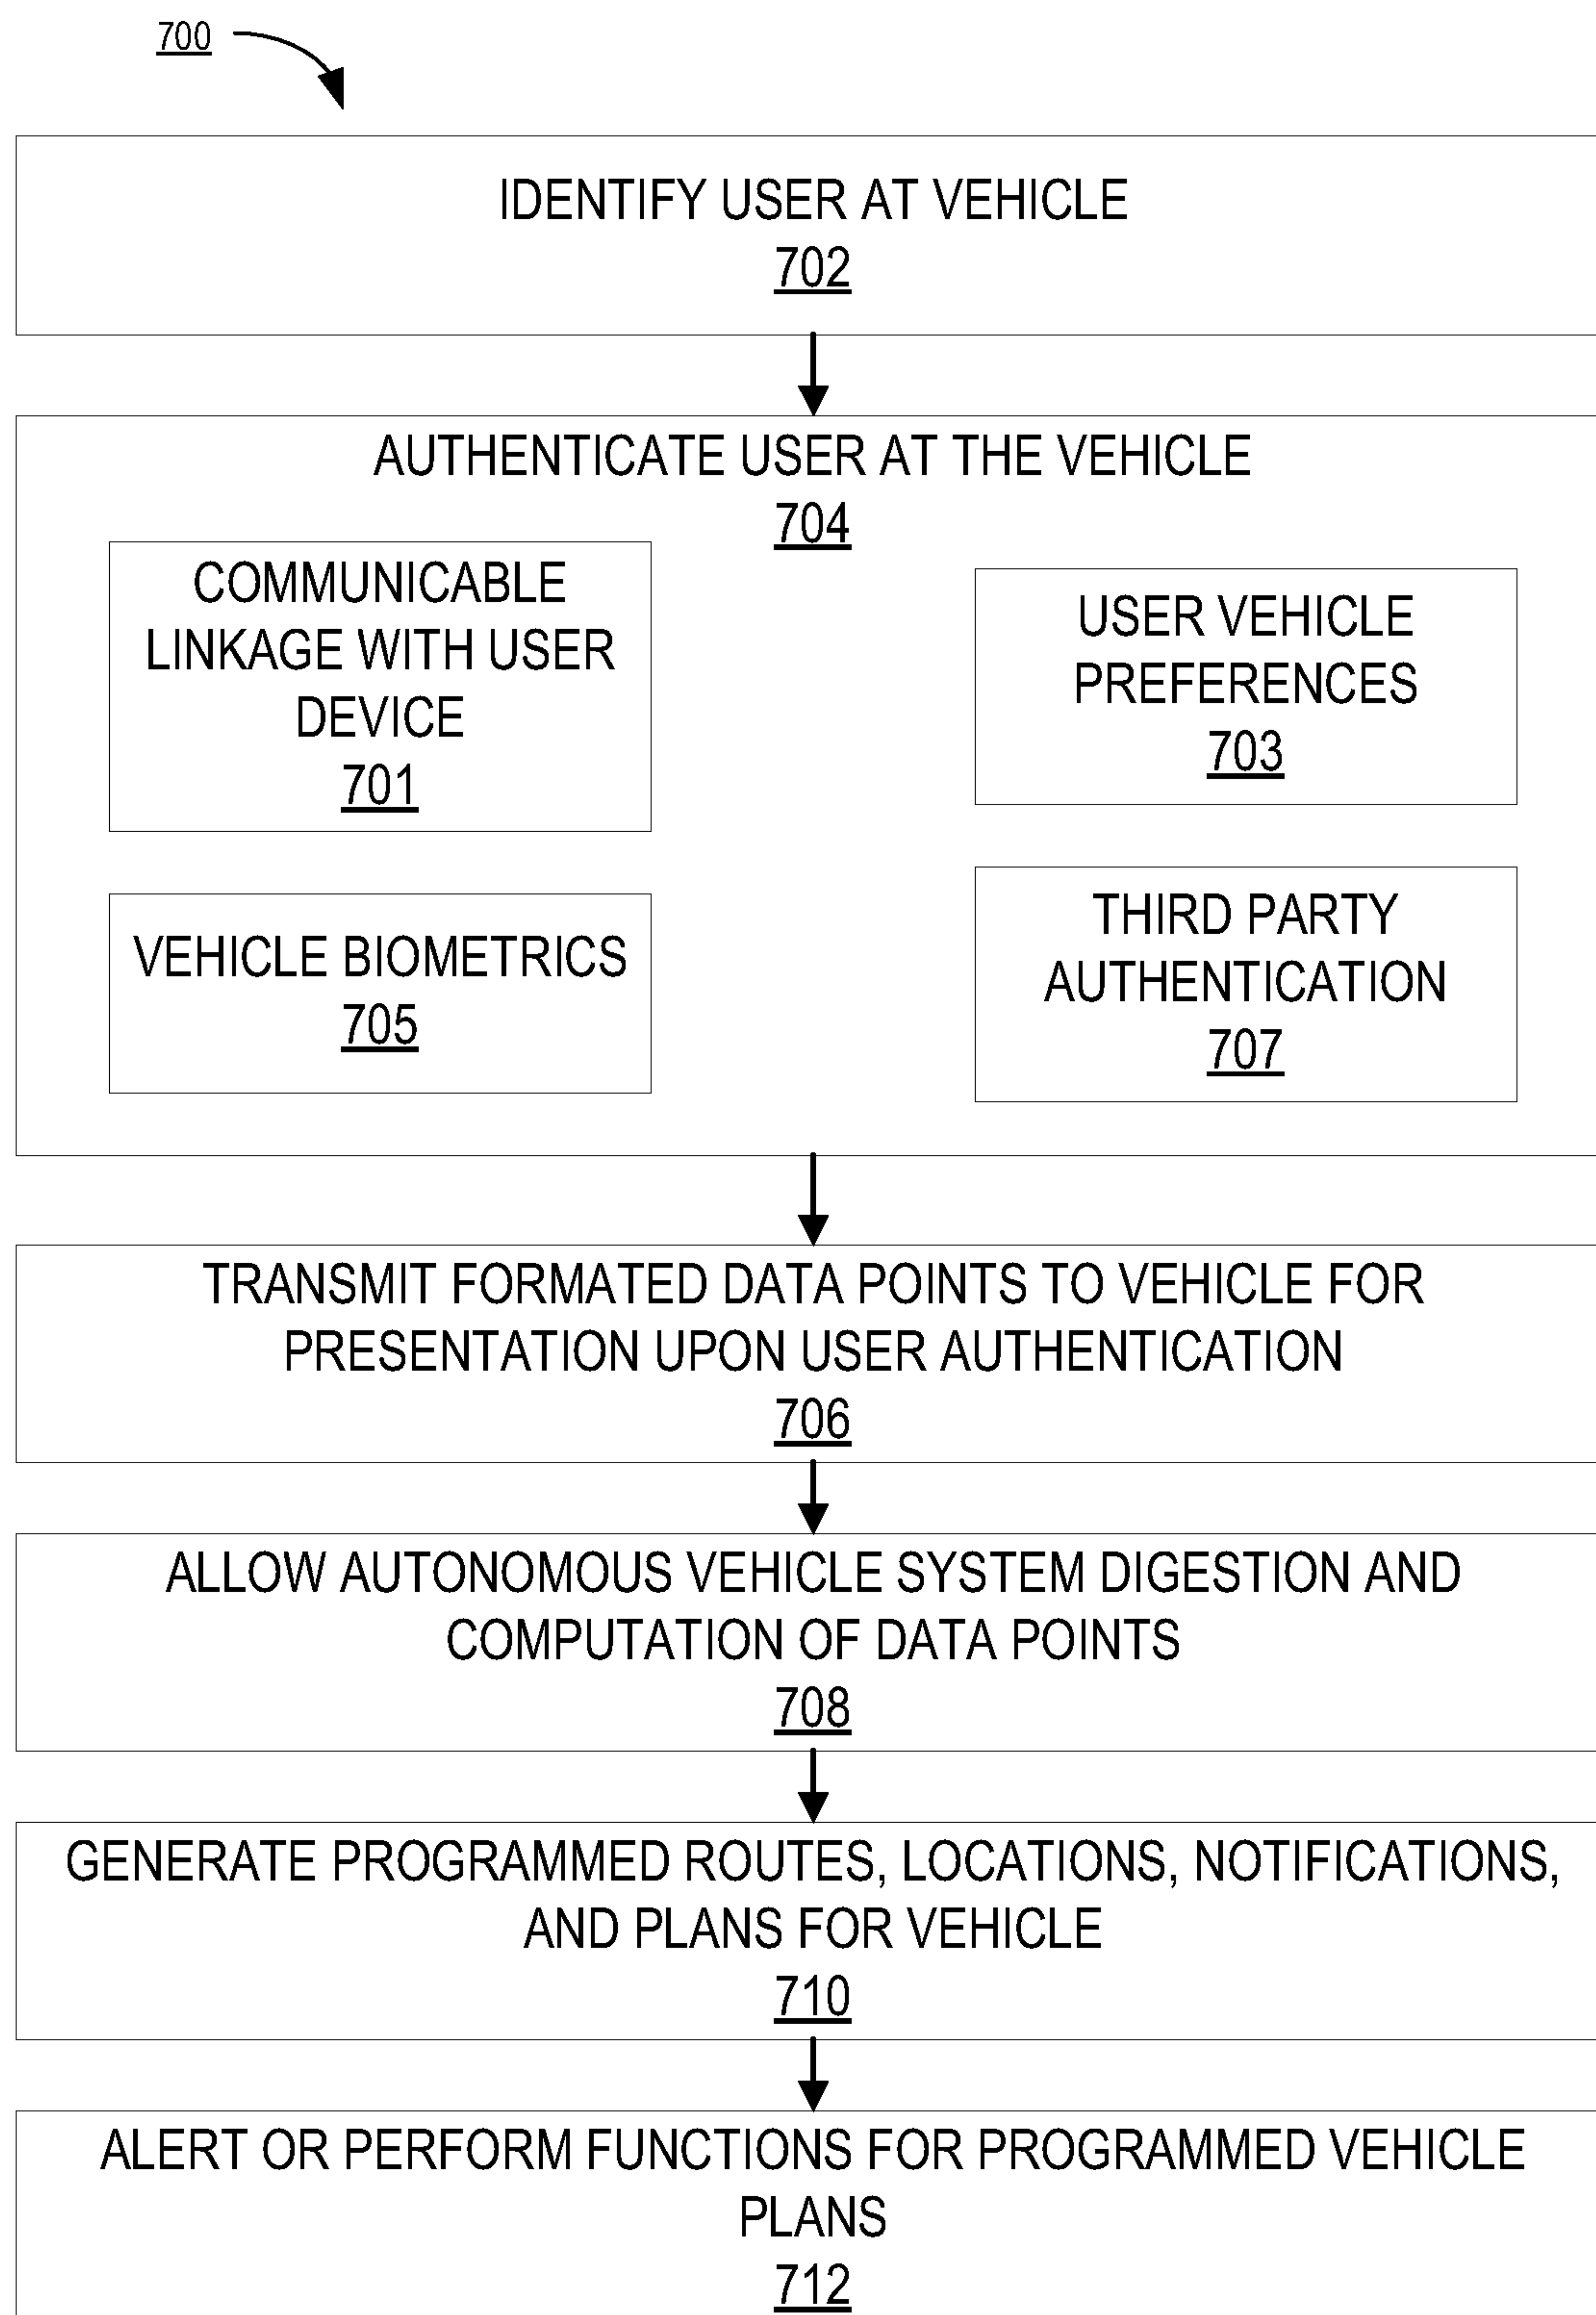 700
IDENTIFY USER AT VEHICLE
702
AUTHENTICATE USER AT THE VEHICLE
704
COMMUNICABLE
LINKAGE WITH USER
DEVICE
701
USER VEHICLE
PREFERENCES
703
VEHICLE BIOMETRICS
705
THIRD PARTY
AUTHENTICATION
707
TRANSMIT FORMATED DATA POINTS TO VEHICLE FOR
PRESENTATION UPON USER AUTHENTICATION
706
ALLOW AUTONOMOUS VEHICLE SYSTEM DIGESTION AND
COMPUTATION OF DATA POINTS
708
GENERATE PROGRAMMED ROUTES, LOCATIONS, NOTIFICATIONS,
AND PLANS FOR VEHICLE
710
ALERT OR PERFORM FUNCTIONS FOR PROGRAMMED VEHICLE
PLANS
712